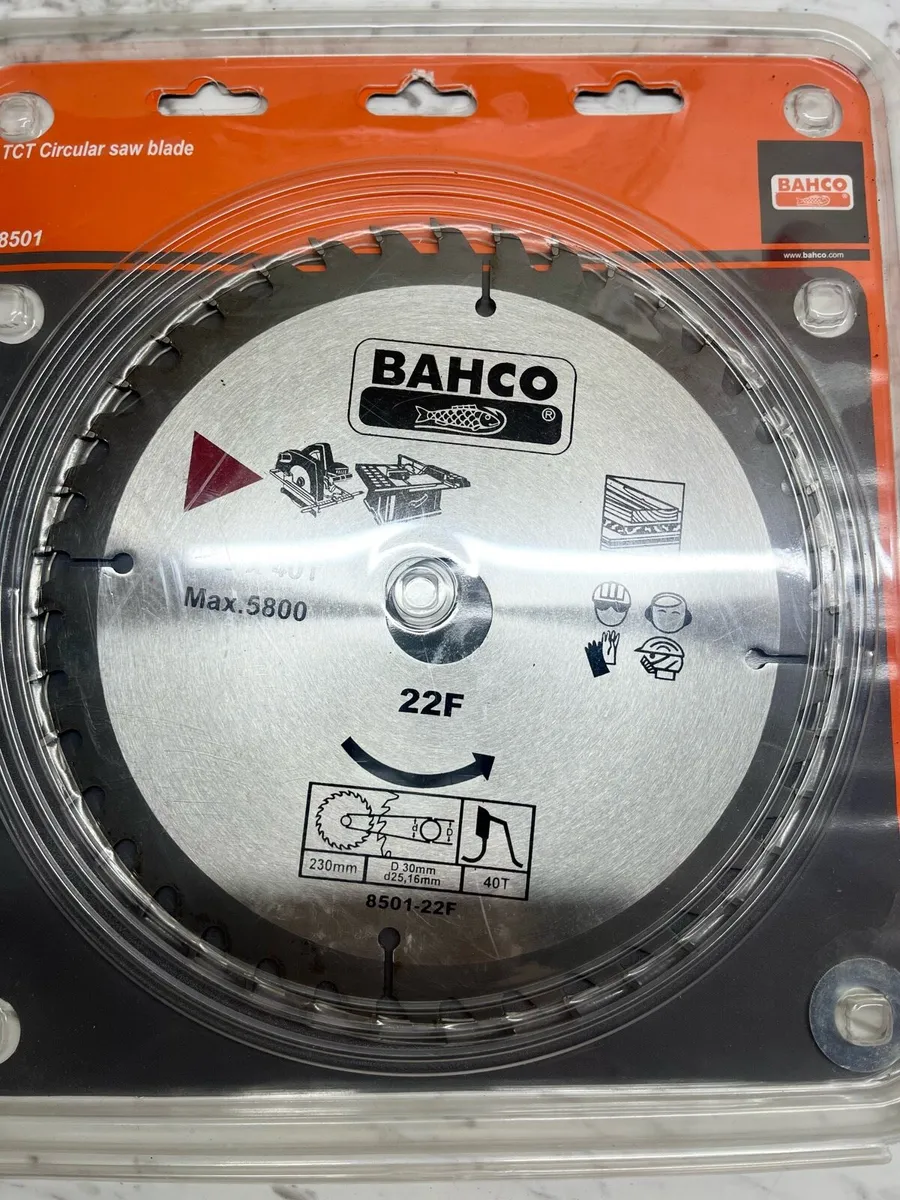 TCT Circular saw blade
BAHCO
8501
www.bahco.com
BAHCO
®
40T
Max.5800
22F
d D
230mm
D 30mm
d25,16mm
40T
8501-22F